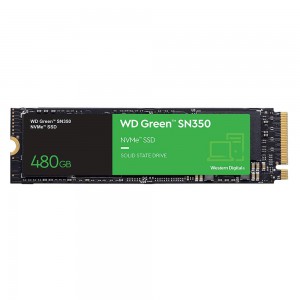 WD Green™ SN350
NVMe™ SSD
480GB
WD Green™ SN350
NVMe™ SSD
SOLID STATE DRIVE
Western Digital®